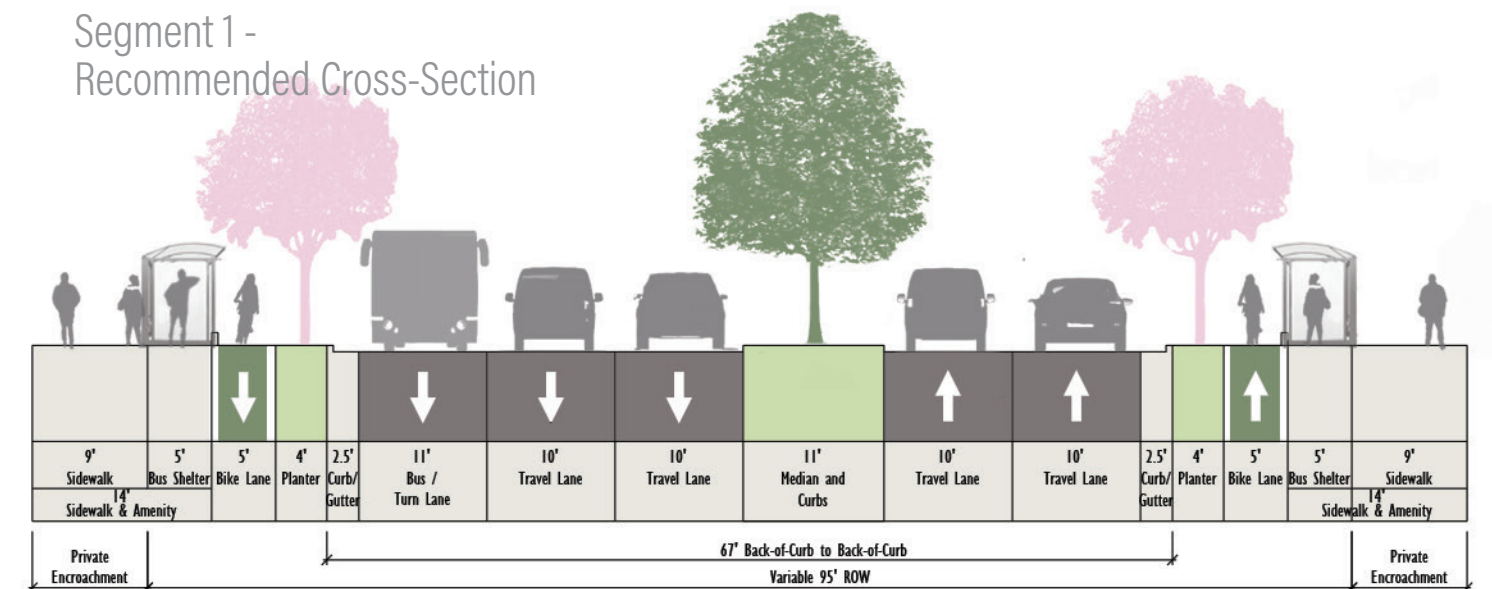 Segment 1 -
Recommended Cross-Section
9' 5' 5' 4' 2.5' 11' 10' 10' 11' 10' 10' 2.5' 4' 5' 5' 9'
Sidewalk Bus Shelter Bike Lane Planter Curb/ Bus / Travel Lane Travel Lane Median and Travel Lane Travel Lane Curb/ Planter Bike Lane Bus Shelter Sidewalk
Gutter Turn Lane Curbs Gutter
14' 14'
Sidewalk & Amenity Sidewalk & Amenity
67' Back-of-Curb to Back-of-Curb
Private Private
Encroachment Variable 95' ROW Encroachment